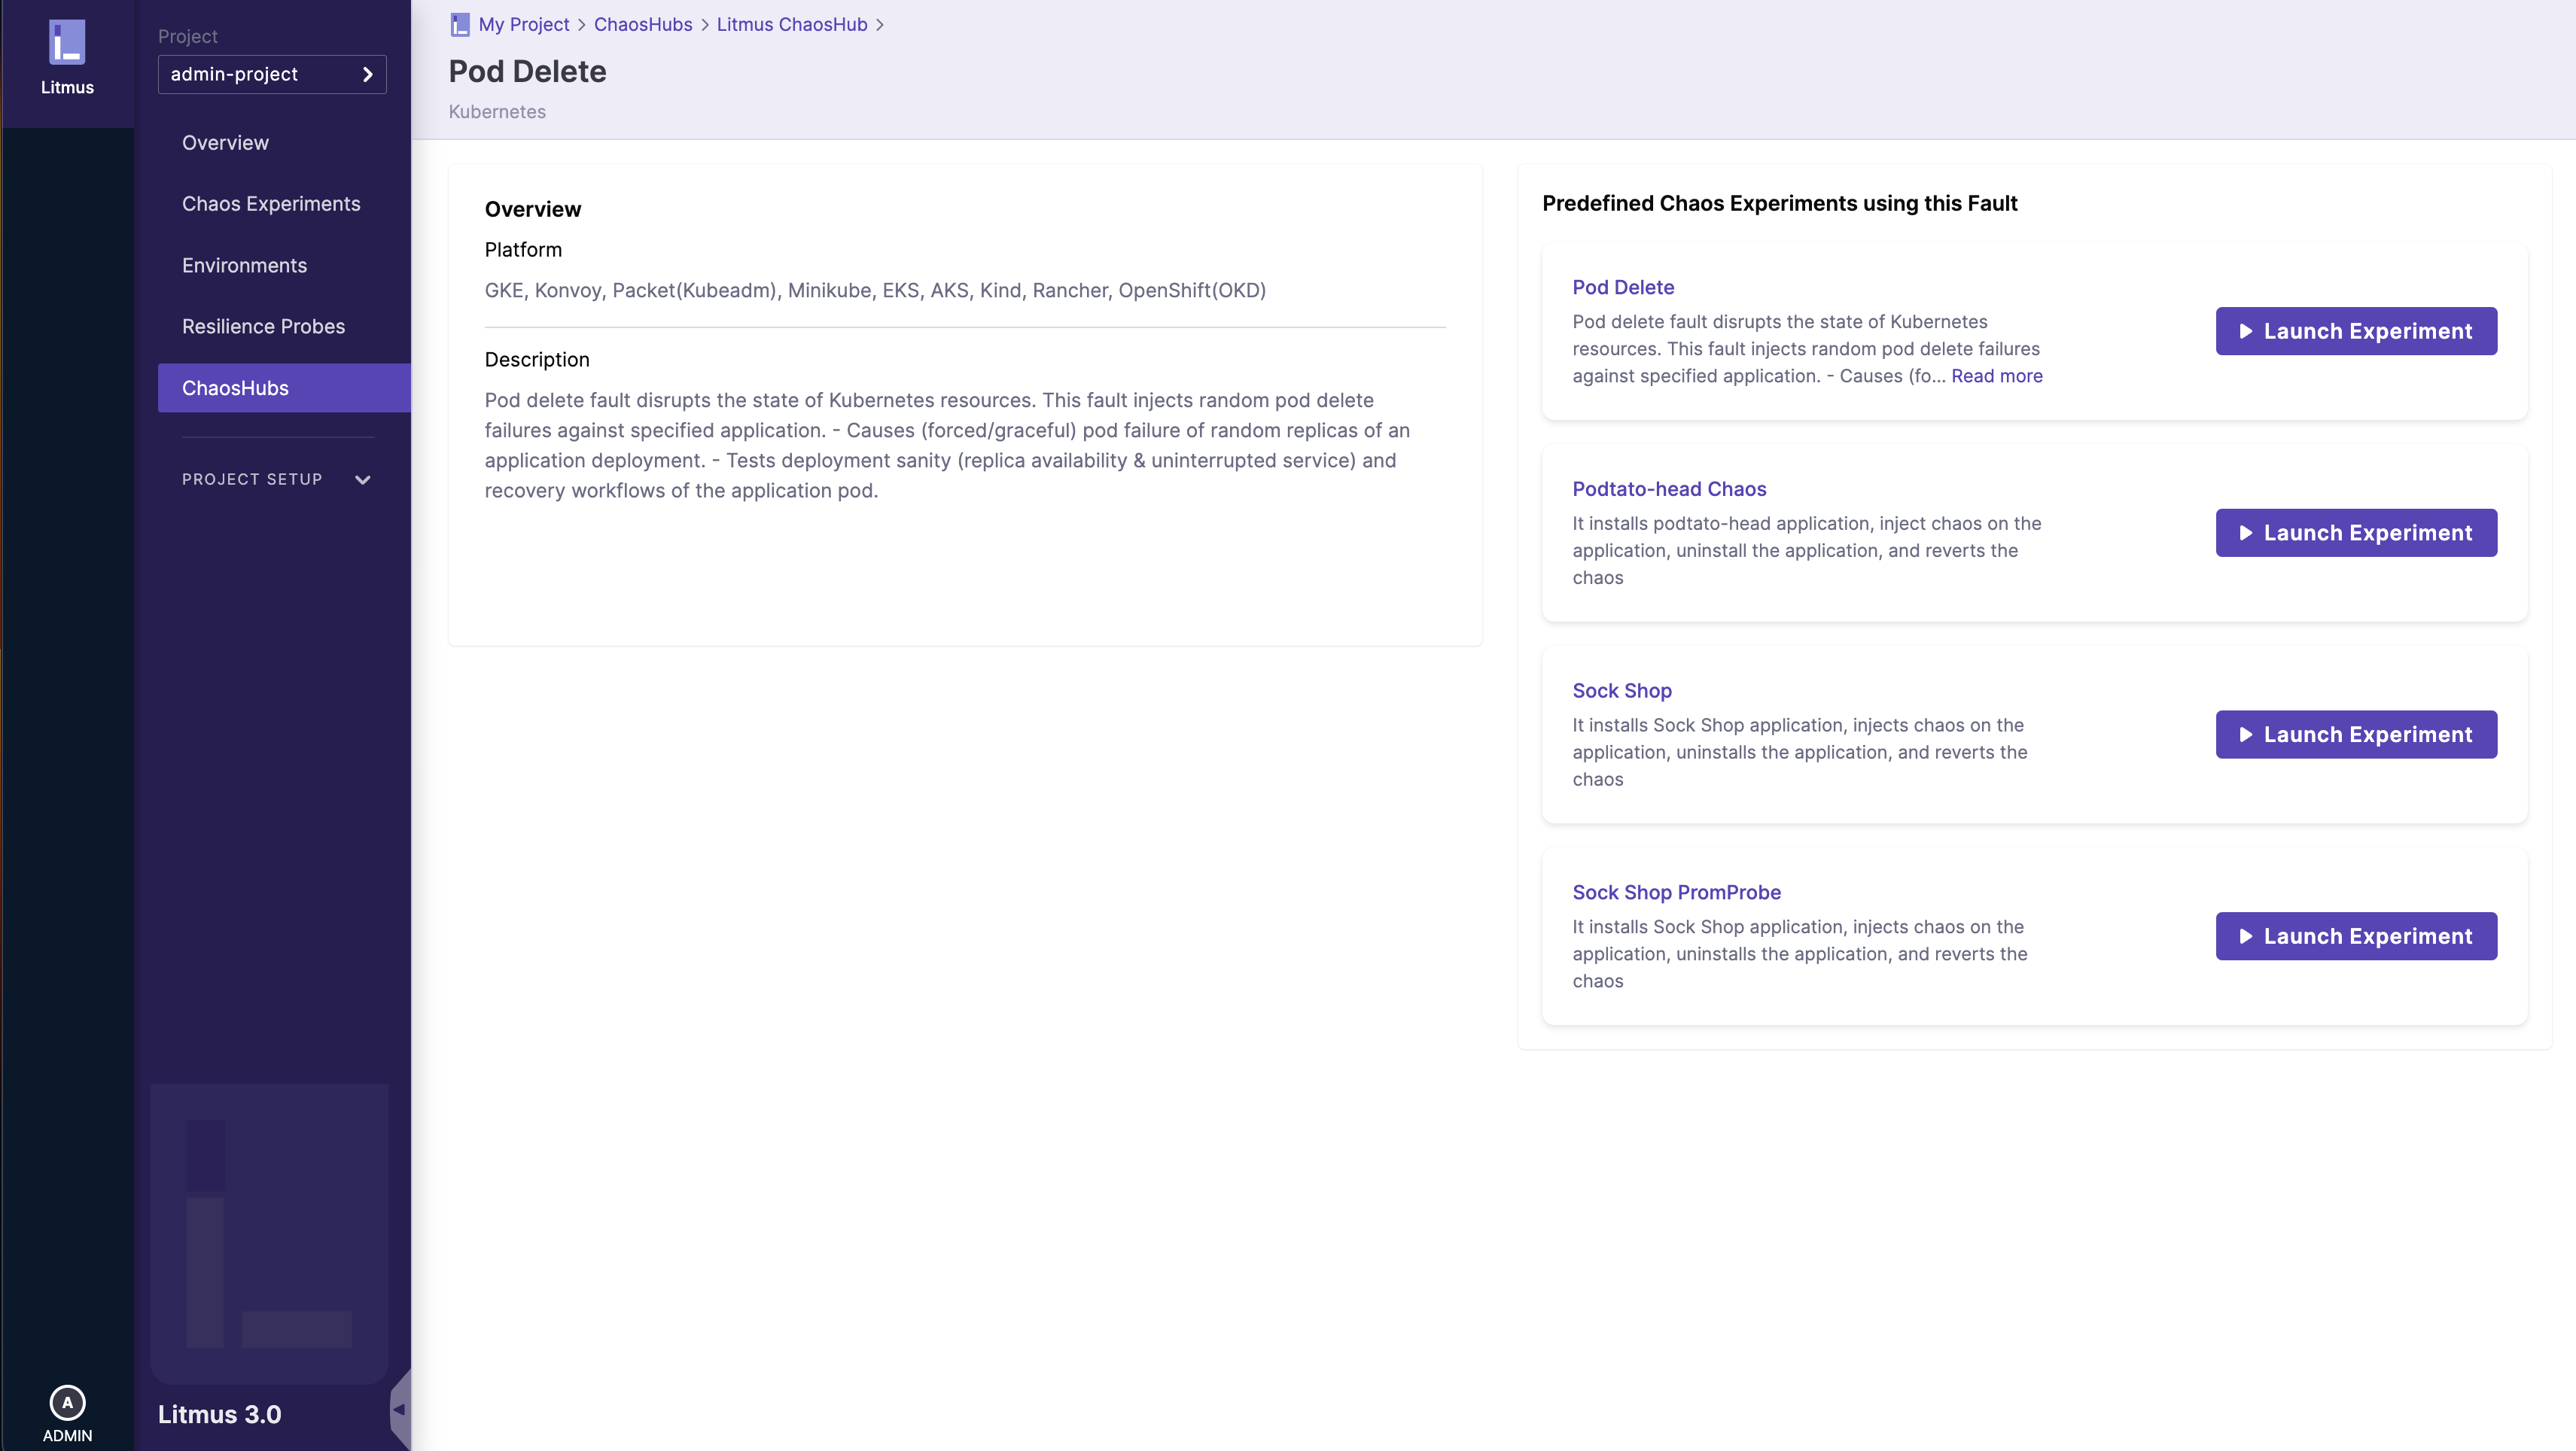 Litmus
Project
admin-project
Overview
Chaos Experiments
Environments
Resilience Probes
ChaosHubs
PROJECT SETUP
Litmus 3.0
A
ADMIN
My Project > ChaosHubs > Litmus ChaosHub >
Pod Delete
Kubernetes
Overview
Platform
GKE, Konvoy, Packet(Kubeadm), Minikube, EKS, AKS, Kind, Rancher, OpenShift(OKD)
Description
Pod delete fault disrupts the state of Kubernetes resources. This fault injects random pod delete
failures against specified application. - Causes (forced/graceful) pod failure of random replicas of an
application deployment. - Tests deployment sanity (replica availability & uninterrupted service) and
recovery workflows of the application pod.
Predefined Chaos Experiments using this Fault
Pod Delete
Pod delete fault disrupts the state of Kubernetes
resources. This fault injects random pod delete failures
against specified application. - Causes (fo... Read more
Launch Experiment
Podtato-head Chaos
It installs podtato-head application, inject chaos on the
application, uninstall the application, and reverts the
chaos
Launch Experiment
Sock Shop
It installs Sock Shop application, injects chaos on the
application, uninstalls the application, and reverts the
chaos
Launch Experiment
Sock Shop PromProbe
It installs Sock Shop application, injects chaos on the
application, uninstalls the application, and reverts the
chaos
Launch Experiment